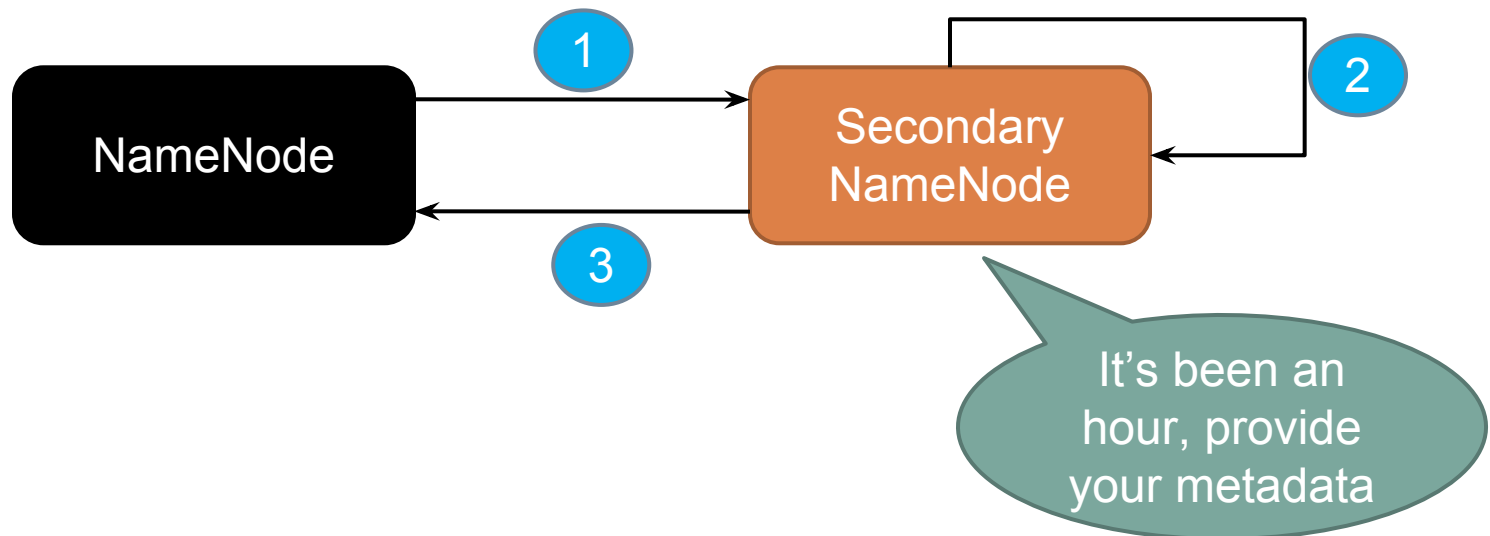 1
2
NameNode
Secondary
NameNode
3
It’s been an
hour, provide
your metadata